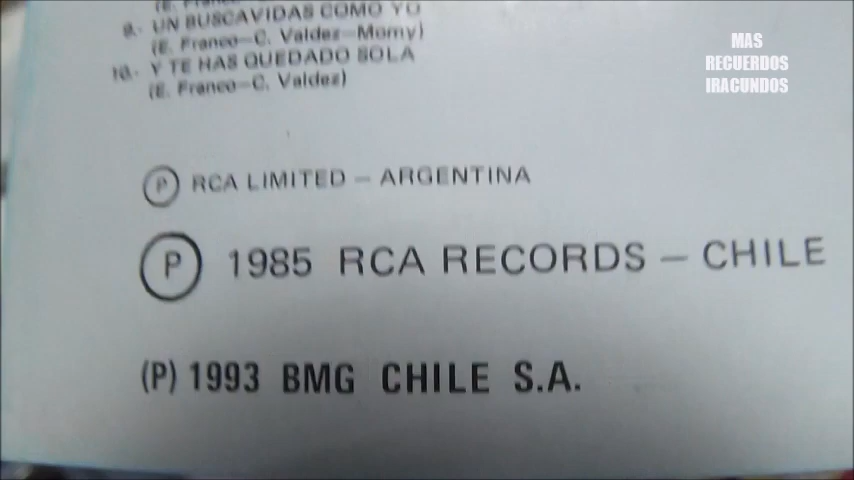 9.- UN BUSCAVIDAS COMO YO
(E. Franco—C. Valdez—Momy)
10.- Y TE HAS QUEDADO SOLA
(E. Franco—C. Valdez)
Ⓟ RCA LIMITED — ARGENTINA
Ⓟ 1985 RCA RECORDS — CHILE
(P) 1993 BMG CHILE S.A.
MAS
RECUERDOS
IRACUNDOS